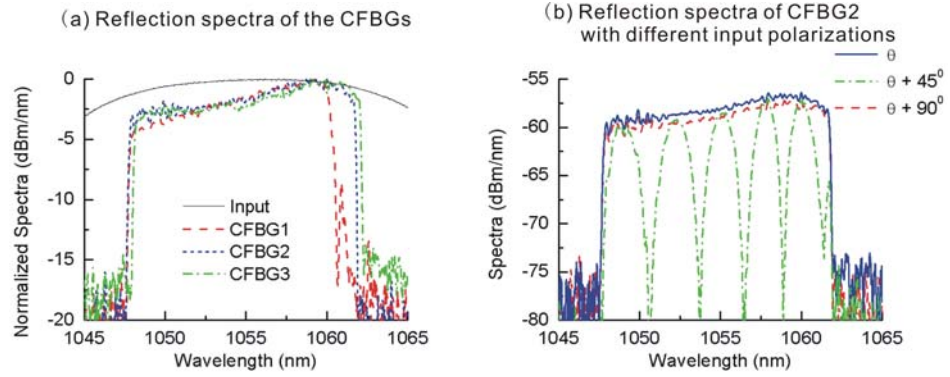 (a) Reflection spectra of the CFBGs
Normalized Spectra (dBm/nm)
0
-5
-10
-15
-20
Input
CFBG1
CFBG2
CFBG3
1045 1050 1055 1060 1065
Wavelength (nm)
(b) Reflection spectra of CFBG2
with different input polarizations
θ
θ + 45⁰
θ + 90⁰
Spectra (dBm/nm)
-55
-60
-65
-70
-75
-80
1045 1050 1055 1060 1065
Wavelength (nm)